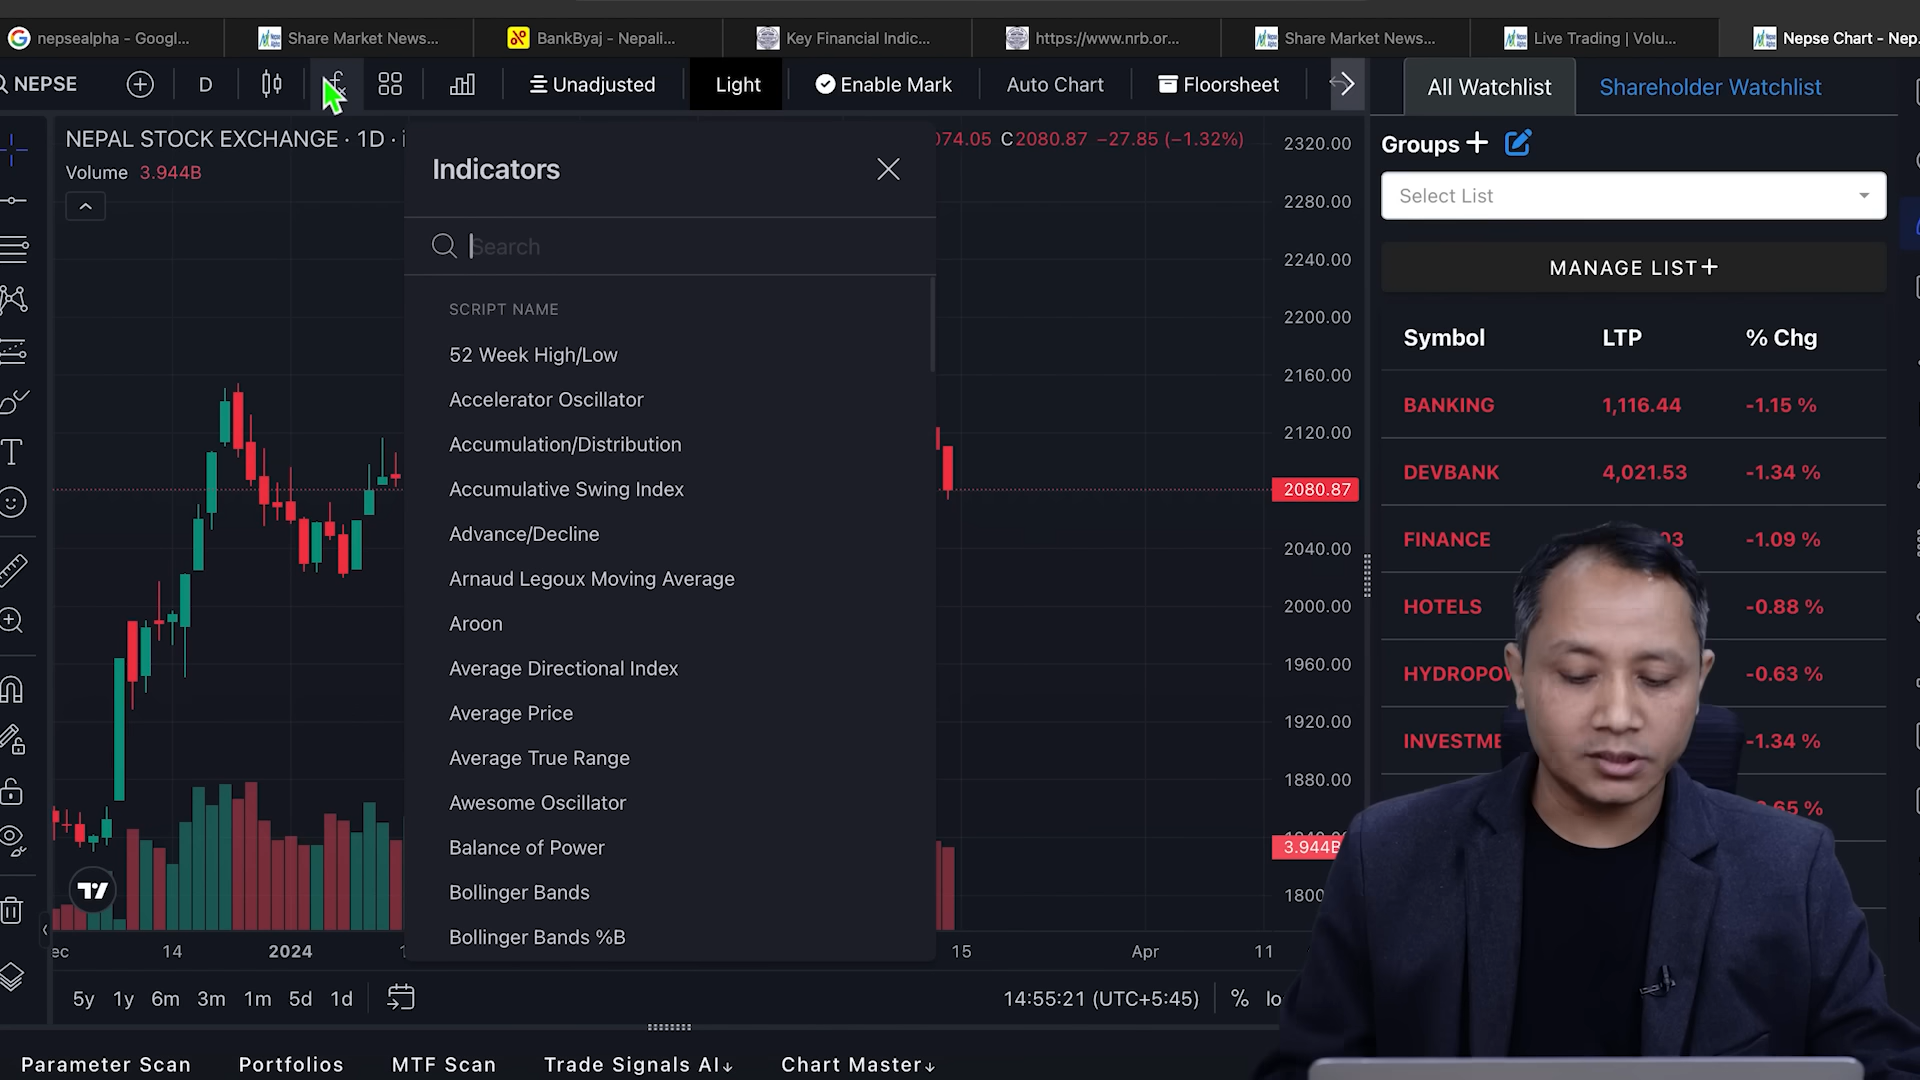 nepsealpha - Googl...
Share Market News...
BankByaj - Nepali...
Key Financial Indic...
https://www.nrb.or...
Share Market News...
Live Trading | Volu...
Nepse Chart - Nep.
NEPSE
D
Unadjusted
Light
Enable Mark
Auto Chart
Floorsheet
All Watchlist
Shareholder Watchlist
NEPAL STOCK EXCHANGE · 1D ·
074.05 C2080.87 −27.85 (−1.32%)
Volume 3.944B
Indicators
Search
SCRIPT NAME
52 Week High/Low
Accelerator Oscillator
Accumulation/Distribution
Accumulative Swing Index
Advance/Decline
Arnaud Legoux Moving Average
Aroon
Average Directional Index
Average Price
Average True Range
Awesome Oscillator
Balance of Power
Bollinger Bands
Bollinger Bands %B
2320.00
2280.00
2240.00
2200.00
2160.00
2120.00
2080.87
2040.00
2000.00
1960.00
1920.00
1880.00
3.944B
1800
ec
14
2024
15
Apr
11
5y 1y 6m 3m 1m 5d 1d
14:55:21 (UTC+5:45)
%
lo
Parameter Scan
Portfolios
MTF Scan
Trade Signals AI↓
Chart Master↓
Groups
Select List
MANAGE LIST+
Symbol LTP % Chg
BANKING 1,116.44 -1.15 %
DEVBANK 4,021.53 -1.34 %
FINANCE 03 -1.09 %
HOTELS -0.88 %
HYDROPOW -0.63 %
INVESTME -1.34 %
.65 %